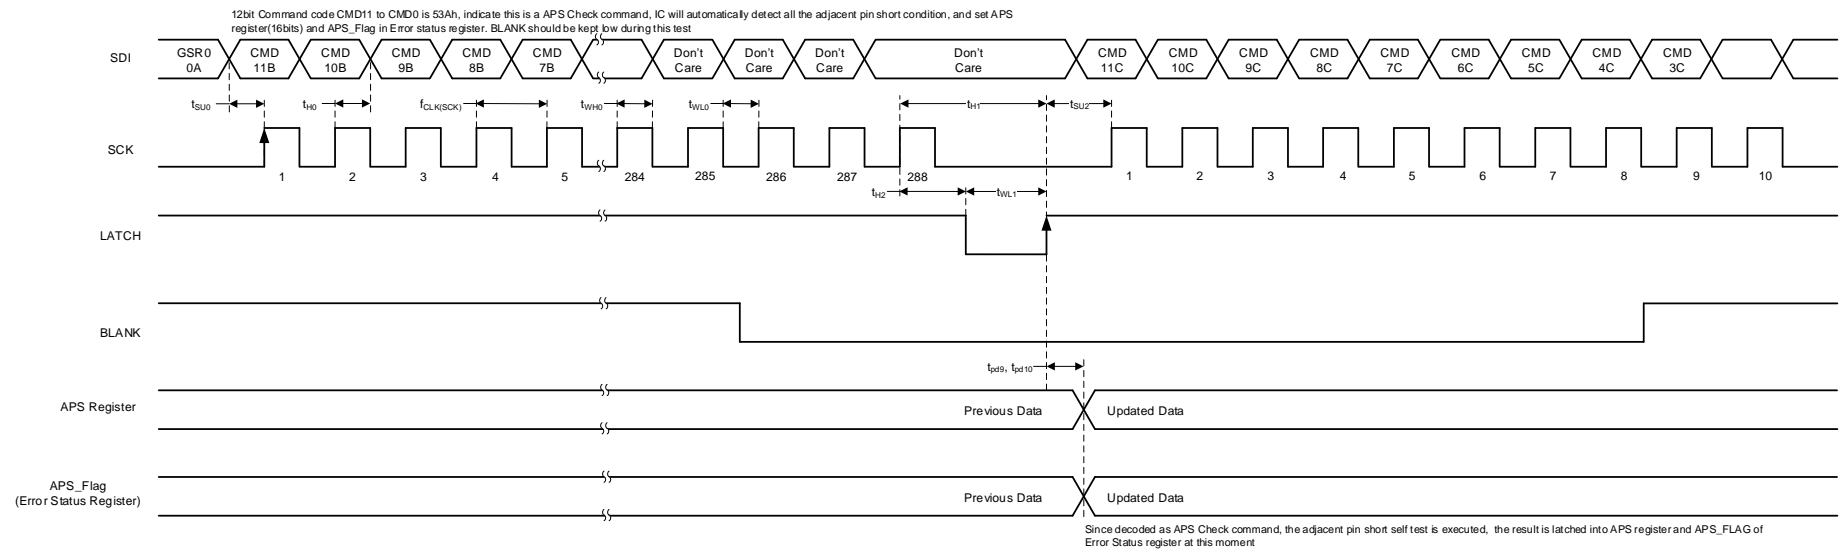 12bit Command code CMD11 to CMD0 is 53Ah, indicate this is a APS Check command, IC will automatically detect all the adjacent pin short condition, and set APS
register(16bits) and APS_Flag in Error status register. BLANK should be kept low during this test
SDI
GSR0 0A
CMD 11B
CMD 10B
CMD 9B
CMD 8B
CMD 7B
Don't Care
Don't Care
Don't Care
Don't Care
CMD 11C
CMD 10C
CMD 9C
CMD 8C
CMD 7C
CMD 6C
CMD 5C
CMD 4C
CMD 3C
tSU0
tH0
fCLK(SCK)
tWH0
tWL0
tH1
tSU2
SCK
1 2 3 4 5 284 285 286 287 288 1 2 3 4 5 6 7 8 9 10
tH2
tWL1
LATCH
BLANK
tpd9, tpd10
APS Register
Previous Data
Updated Data
APS_Flag
(Error Status Register)
Previous Data
Updated Data
Since decoded as APS Check command, the adjacent pin short self test is executed, the result is latched into APS register and APS_FLAG of
Error Status register at this moment